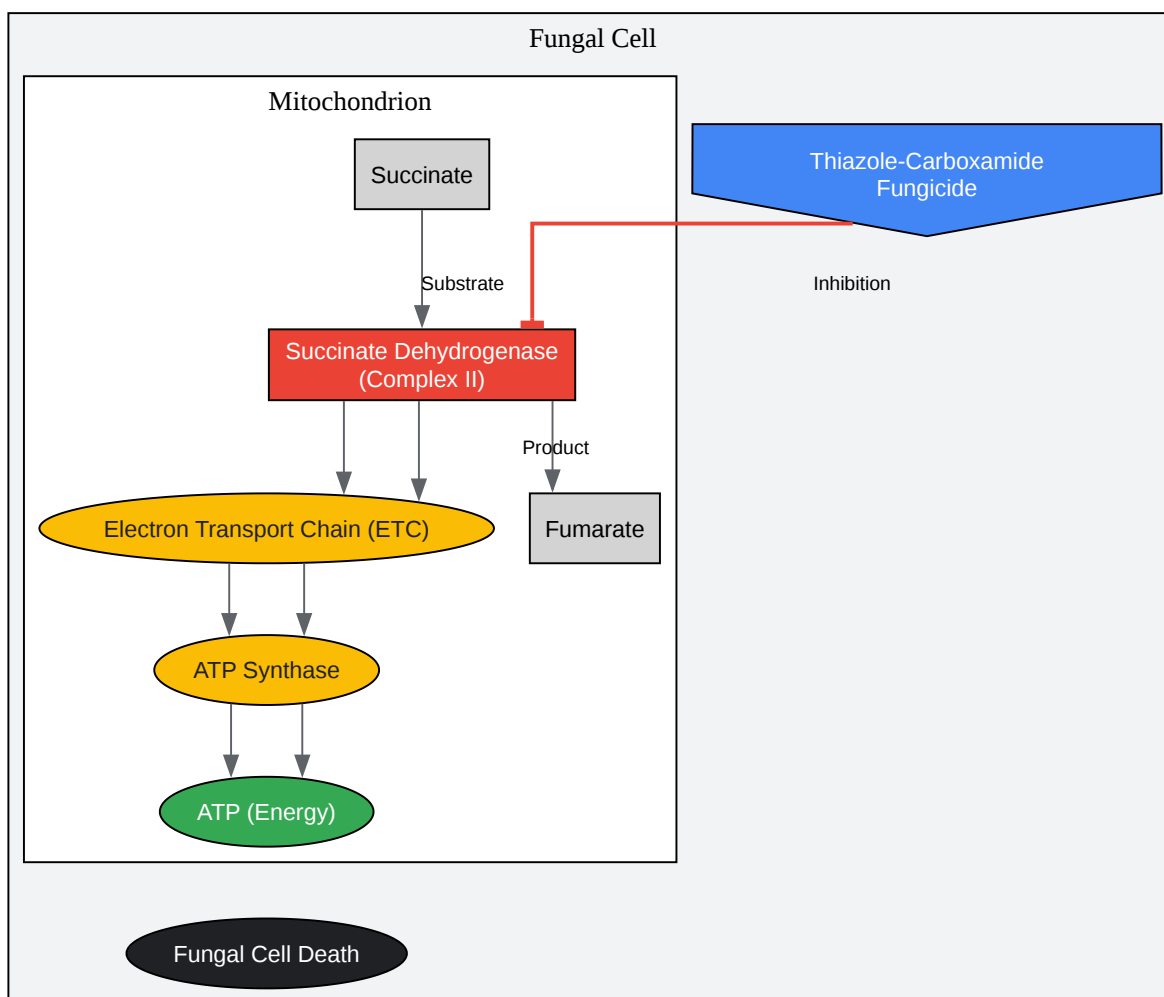 Fungal Cell
Mitochondrion
Succinate
Thiazole-Carboxamide
Fungicide
Substrate
Inhibition
Succinate Dehydrogenase
(Complex II)
Product
Electron Transport Chain (ETC)
Fumarate
ATP Synthase
ATP (Energy)
Fungal Cell Death